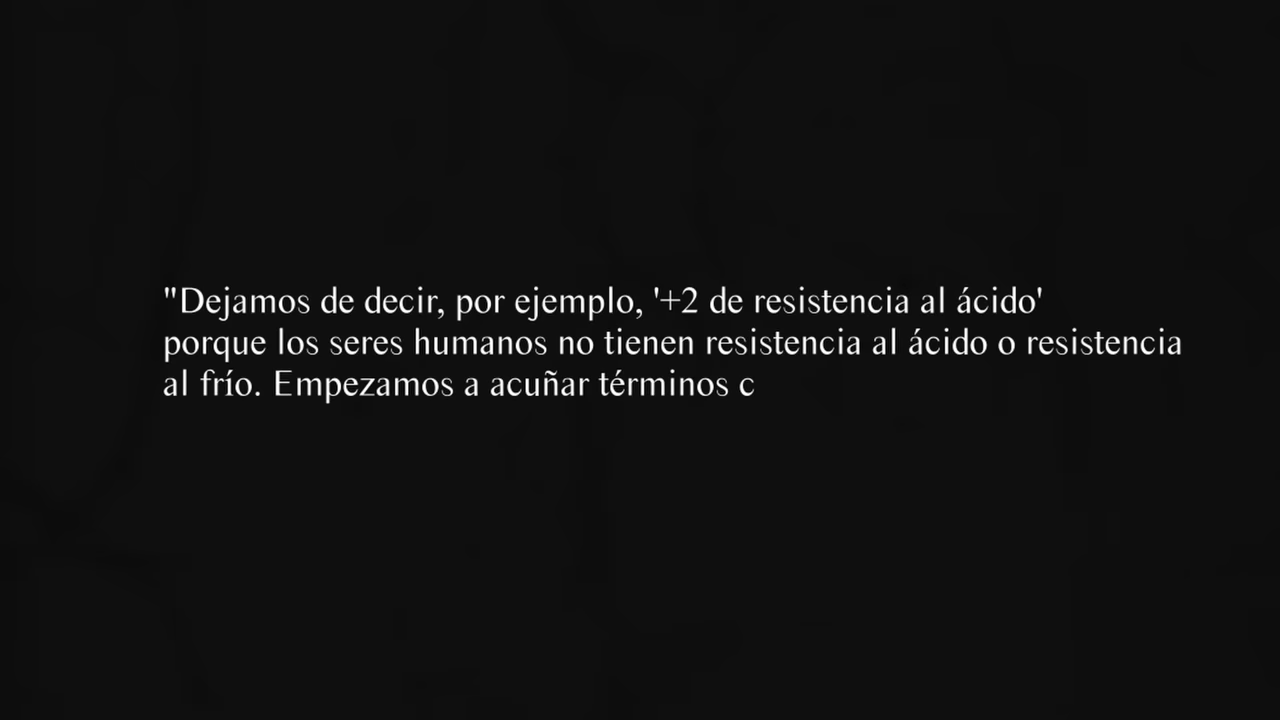 "Dejamos de decir, por ejemplo, '+2 de resistencia al ácido'
porque los seres humanos no tienen resistencia al ácido o resistencia
al frío. Empezamos a acuñar términos c